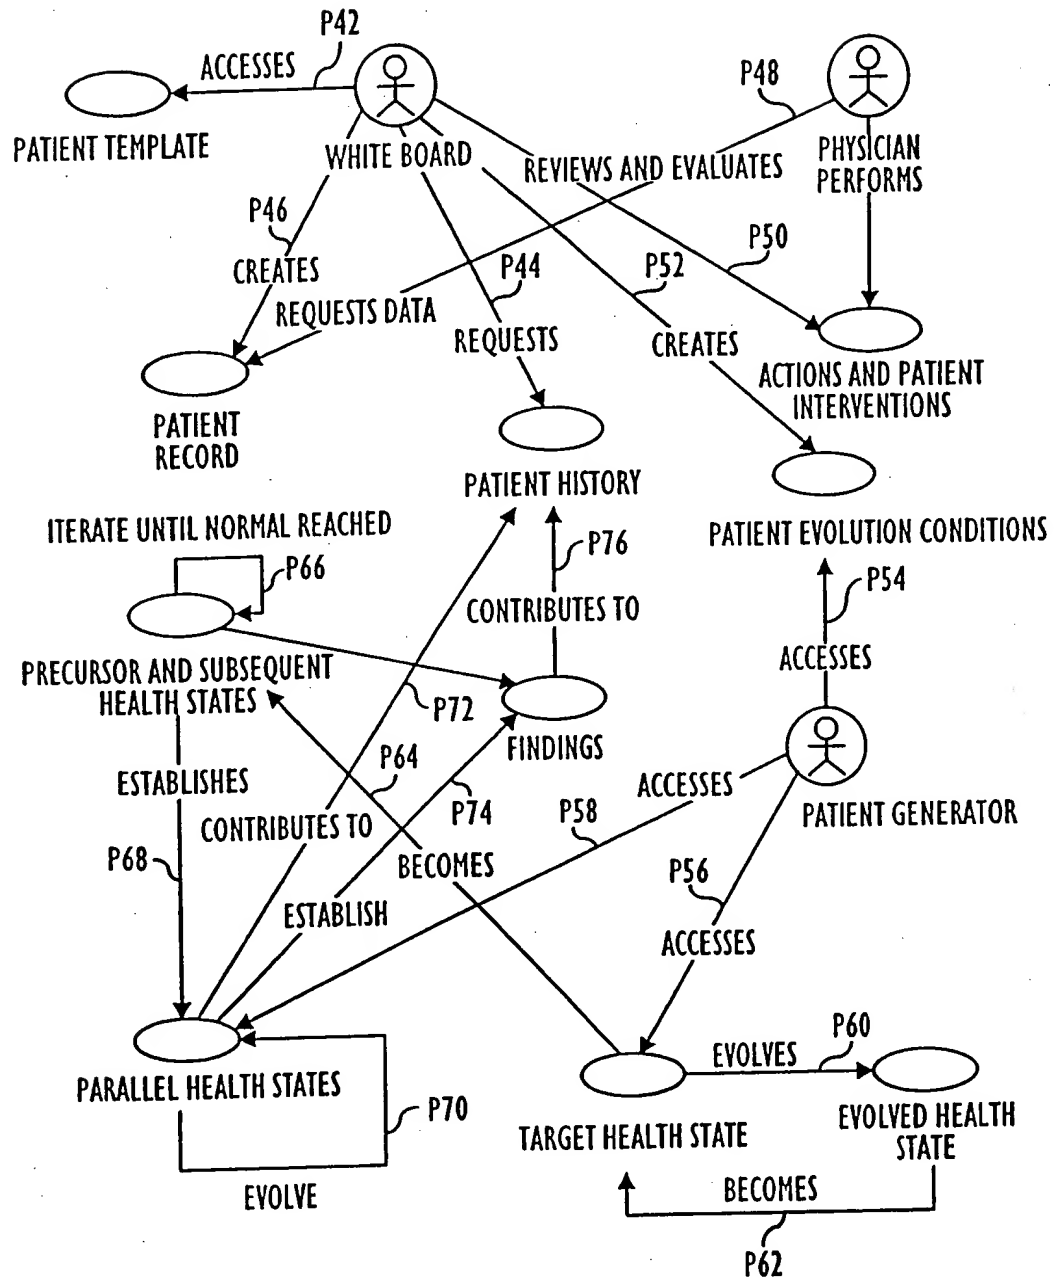 P42
ACCESSES
P48
PATIENT TEMPLATE
WHITE BOARD
REVIEWS AND EVALUATES
PHYSICIAN
PERFORMS
P46
P50
CREATES
P44
P52
REQUESTS DATA
REQUESTS
CREATES
ACTIONS AND PATIENT
INTERVENTIONS
PATIENT
RECORD
PATIENT HISTORY
ITERATE UNTIL NORMAL REACHED
PATIENT EVOLUTION CONDITIONS
P66
P76
P54
CONTRIBUTES TO
PRECURSOR AND SUBSEQUENT
HEALTH STATES
ACCESSES
P72
FINDINGS
ESTABLISHES
P64
ACCESSES
P74
P58
PATIENT GENERATOR
CONTRIBUTES TO
P68
BECOMES
P56
ESTABLISH
ACCESSES
P60
EVOLVES
PARALLEL HEALTH STATES
P70
TARGET HEALTH STATE
EVOLVED HEALTH
STATE
EVOLVE
BECOMES
P62